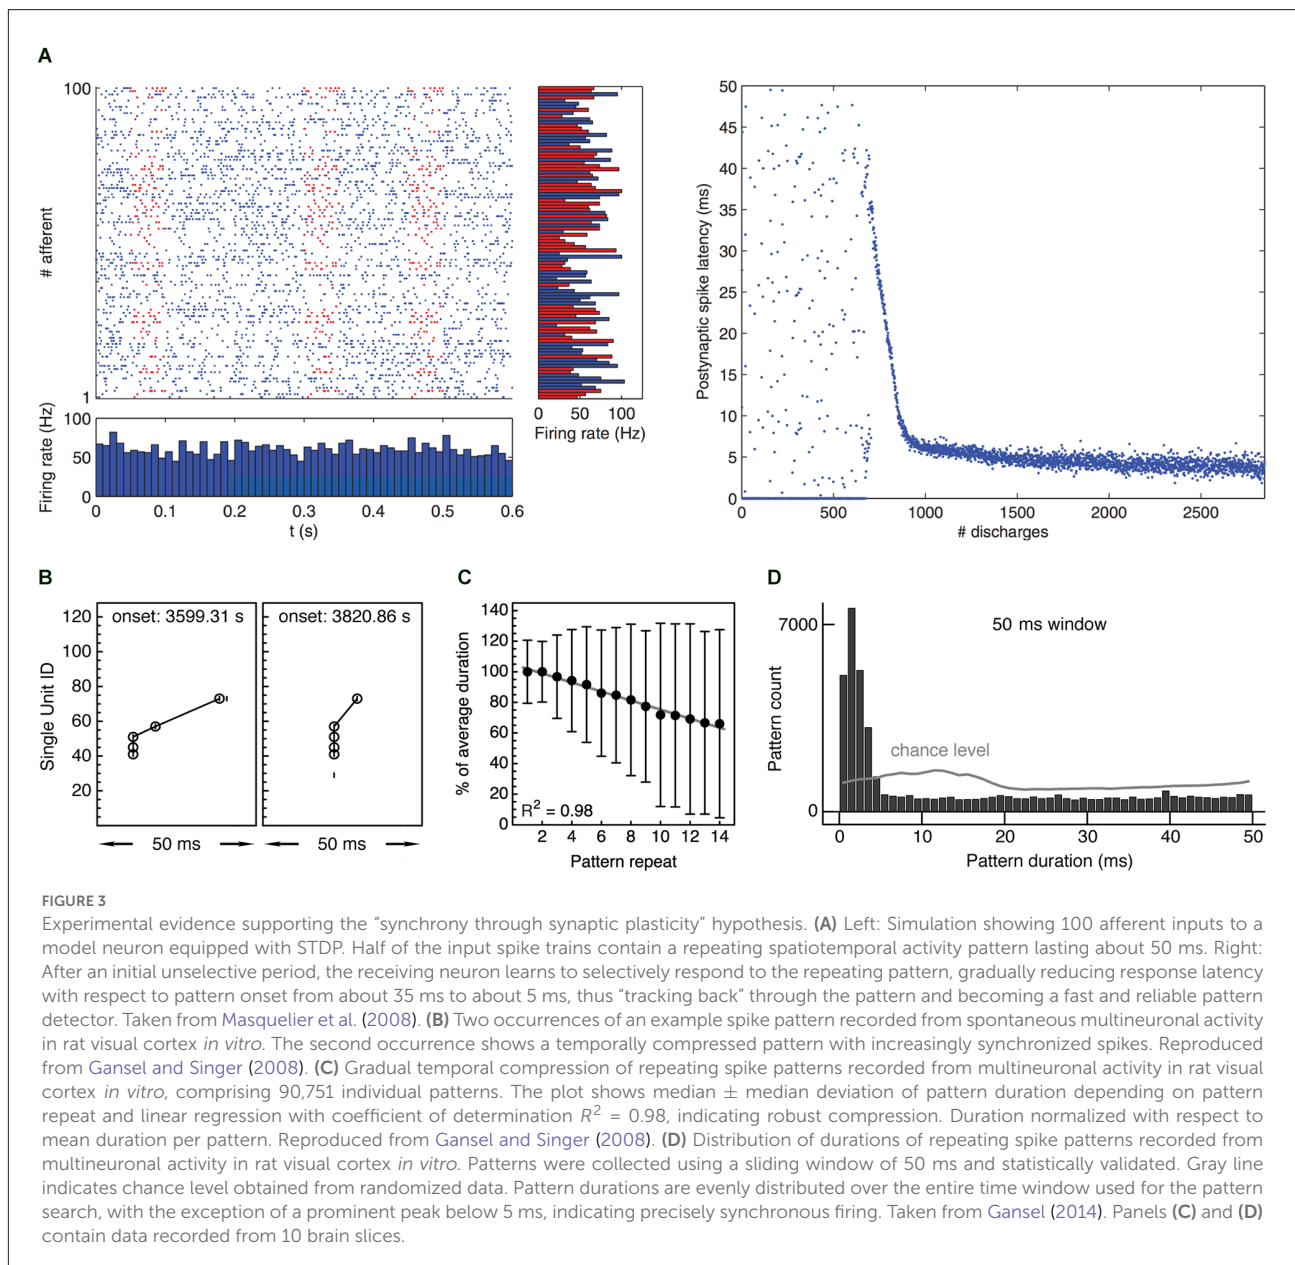 A
100
1
# afferent
100
50
0
Firing rate (Hz)
0 0.1 0.2 0.3 0.4 0.5 0.6
t (s)
0 50 100
Firing rate (Hz)
50
45
40
35
30
25
20
15
10
5
0
Postynaptic spike latency (ms)
0 500 1000 1500 2000 2500
# discharges
B
120
100
80
60
40
20
Single Unit ID
onset: 3599.31 s
onset: 3820.86 s
50 ms
50 ms
C
140
120
100
80
60
40
20
0
% of average duration
R² = 0.98
2 4 6 8 10 12 14
Pattern repeat
D
7000
0
Pattern count
50 ms window
chance level
0 10 20 30 40 50
Pattern duration (ms)
FIGURE 3
Experimental evidence supporting the “synchrony through synaptic plasticity” hypothesis. (A) Left: Simulation showing 100 afferent inputs to a
model neuron equipped with STDP. Half of the input spike trains contain a repeating spatiotemporal activity pattern lasting about 50 ms. Right:
After an initial unselective period, the receiving neuron learns to selectively respond to the repeating pattern, gradually reducing response latency
with respect to pattern onset from about 35 ms to about 5 ms, thus “tracking back” through the pattern and becoming a fast and reliable pattern
detector. Taken from Masquelier et al. (2008). (B) Two occurrences of an example spike pattern recorded from spontaneous multineuronal activity
in rat visual cortex in vitro. The second occurrence shows a temporally compressed pattern with increasingly synchronized spikes. Reproduced
from Gansel and Singer (2008). (C) Gradual temporal compression of repeating spike patterns recorded from multineuronal activity in rat visual
cortex in vitro, comprising 90,751 individual patterns. The plot shows median ± median deviation of pattern duration depending on pattern
repeat and linear regression with coefficient of determination R² = 0.98, indicating robust compression. Duration normalized with respect to
mean duration per pattern. Reproduced from Gansel and Singer (2008). (D) Distribution of durations of repeating spike patterns recorded from
multineuronal activity in rat visual cortex in vitro. Patterns were collected using a sliding window of 50 ms and statistically validated. Gray line
indicates chance level obtained from randomized data. Pattern durations are evenly distributed over the entire time window used for the pattern
search, with the exception of a prominent peak below 5 ms, indicating precisely synchronous firing. Taken from Gansel (2014). Panels (C) and (D)
contain data recorded from 10 brain slices.